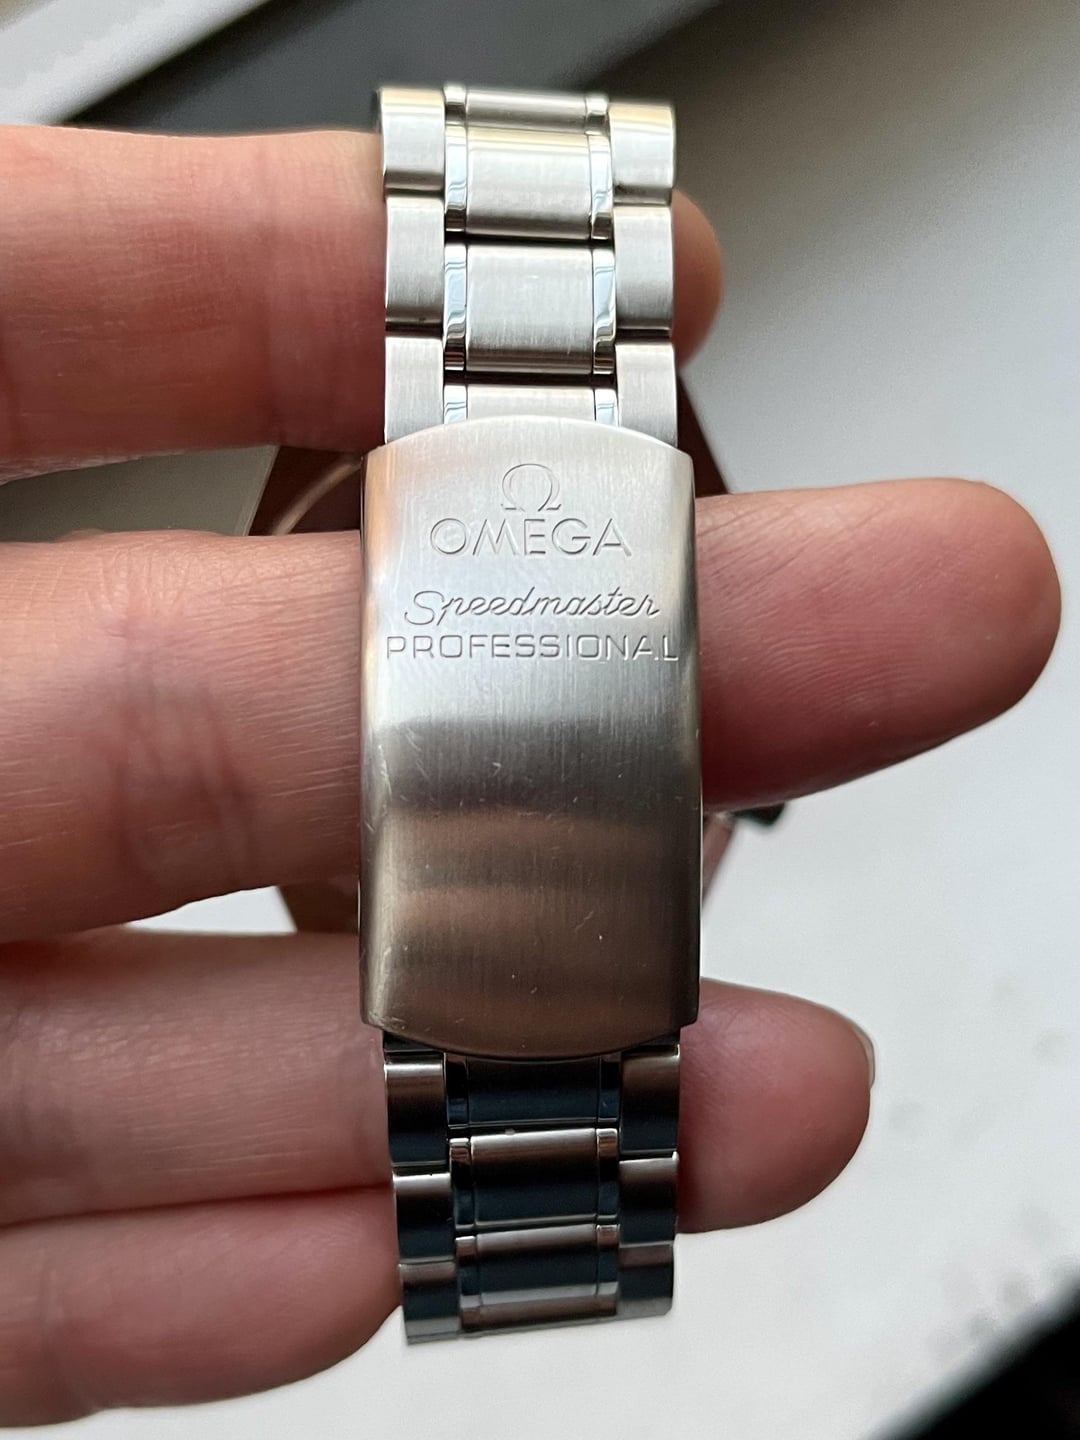 Ω
OMEGA
Speedmaster
PROFESSIONAL